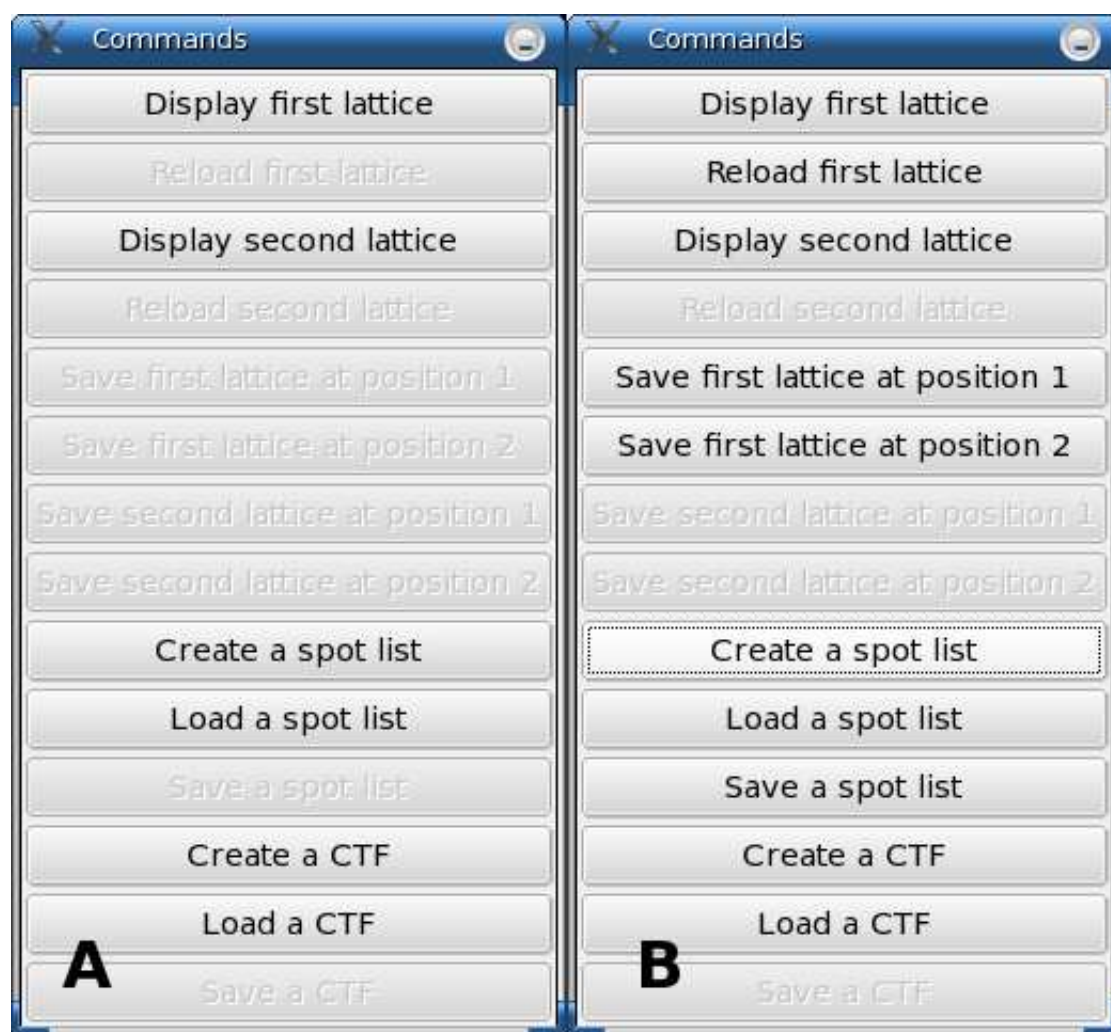 Commands
Display first lattice
Reload first lattice
Display second lattice
Reload second lattice
Save first lattice at position 1
Save first lattice at position 2
Save second lattice at position 1
Save second lattice at position 2
Create a spot list
Load a spot list
Save a spot list
Create a CTF
Load a CTF
Save a CTF
A
Commands
Display first lattice
Reload first lattice
Display second lattice
Reload second lattice
Save first lattice at position 1
Save first lattice at position 2
Save second lattice at position 1
Save second lattice at position 2
Create a spot list
Load a spot list
Save a spot list
Create a CTF
Load a CTF
Save a CTF
B